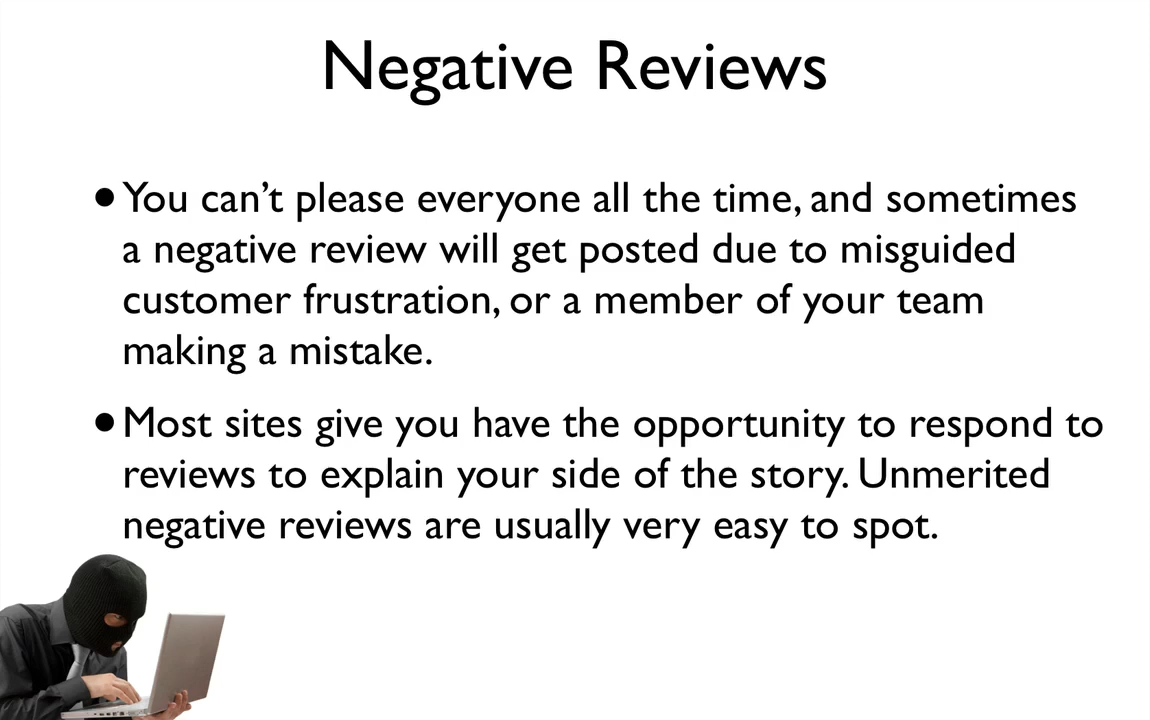 Negative Reviews
•You can’t please everyone all the time, and sometimes
a negative review will get posted due to misguided
customer frustration, or a member of your team
making a mistake.
•Most sites give you have the opportunity to respond to
reviews to explain your side of the story. Unmerited
negative reviews are usually very easy to spot.